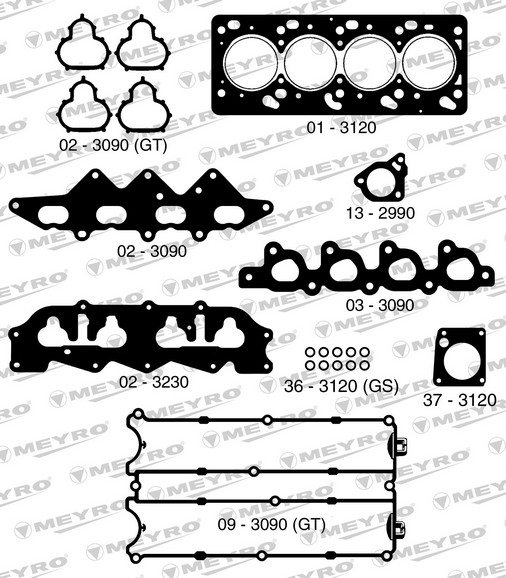 02 - 3090 (GT)
01 - 3120
13 - 2990
02 - 3090
03 - 3090
02 - 3230
36 - 3120 (GS)
37 - 3120
09 - 3090 (GT)
MEYRO®